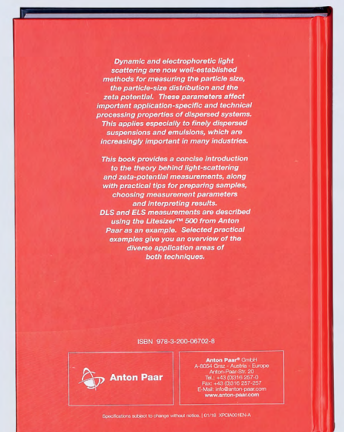 Dynamic and electrophoretic light
scattering are now well-established
methods for measuring the particle size,
the particle-size distribution and the
zeta potential. These parameters affect
important application-specific and technical
processing properties of dispersed systems.
This applies especially to finely dispersed
suspensions and emulsions, which are
increasingly important in many industries.
This book provides a concise introduction
to the theory behind light-scattering
and zeta-potential measurements, along
with practical tips for preparing samples,
choosing measurement parameters
and interpreting results.
DLS and ELS measurements are described
using the Litesizer™ 500 from Anton
Paar as an example. Selected practical
examples give you an overview of the
diverse application areas of
both techniques.
ISBN 978-3-200-06702-8
Anton Paar
Anton Paar® GmbH
A-8054 Graz - Austria - Europe
Anton-Paar-Str. 20
Tel.: +43 (0)316 257-0
Fax: +43 (0)316 257-257
E-Mail: info@anton-paar.com
www.anton-paar.com
Specifications subject to change without notice.